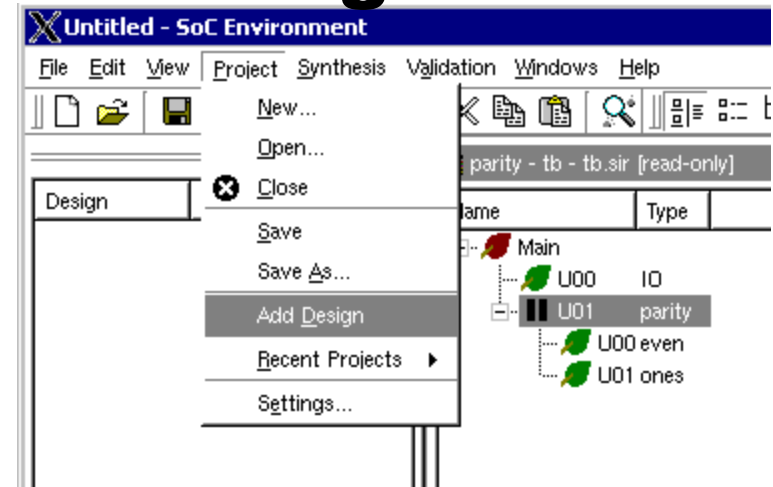 Untitled - SoC Environment
File Edit View Project Synthesis Validation Windows Help
New...
Open...
Close
Save
Save As...
Add Design
Recent Projects
Settings...
Design
parity - tb - tb.sir [read-only]
ame Type
Main
U00 IO
U01 parity
U00 even
U01 ones